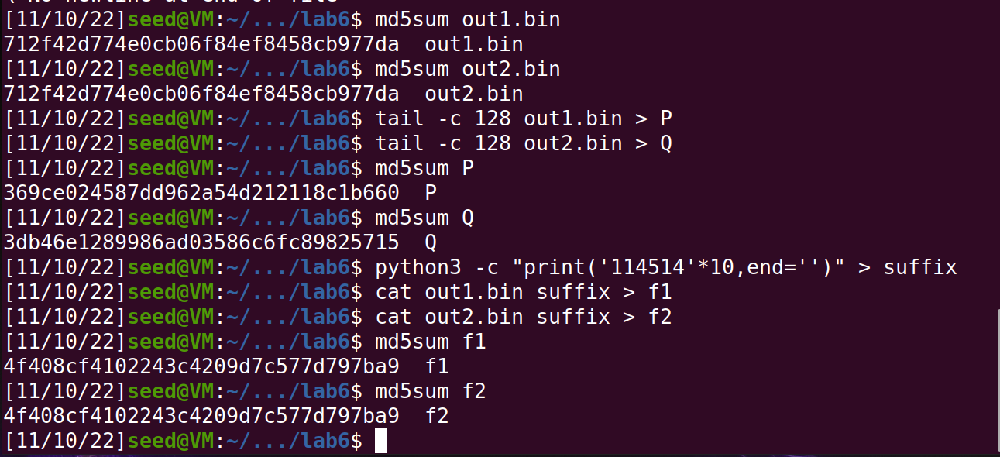 [11/10/22]seed@VM:~/.../lab6$ md5sum out1.bin
712f42d774e0cb06f84ef8458cb977da  out1.bin
[11/10/22]seed@VM:~/.../lab6$ md5sum out2.bin
712f42d774e0cb06f84ef8458cb977da  out2.bin
[11/10/22]seed@VM:~/.../lab6$ tail -c 128 out1.bin > P
[11/10/22]seed@VM:~/.../lab6$ tail -c 128 out2.bin > Q
[11/10/22]seed@VM:~/.../lab6$ md5sum P
369ce024587dd962a54d212118c1b660  P
[11/10/22]seed@VM:~/.../lab6$ md5sum Q
3db46e1289986ad03586c6fc89825715  Q
[11/10/22]seed@VM:~/.../lab6$ python3 -c "print('114514'*10,end='')" > suffix
[11/10/22]seed@VM:~/.../lab6$ cat out1.bin suffix > f1
[11/10/22]seed@VM:~/.../lab6$ cat out2.bin suffix > f2
[11/10/22]seed@VM:~/.../lab6$ md5sum f1
4f408cf4102243c4209d7c577d797ba9  f1
[11/10/22]seed@VM:~/.../lab6$ md5sum f2
4f408cf4102243c4209d7c577d797ba9  f2
[11/10/22]seed@VM:~/.../lab6$